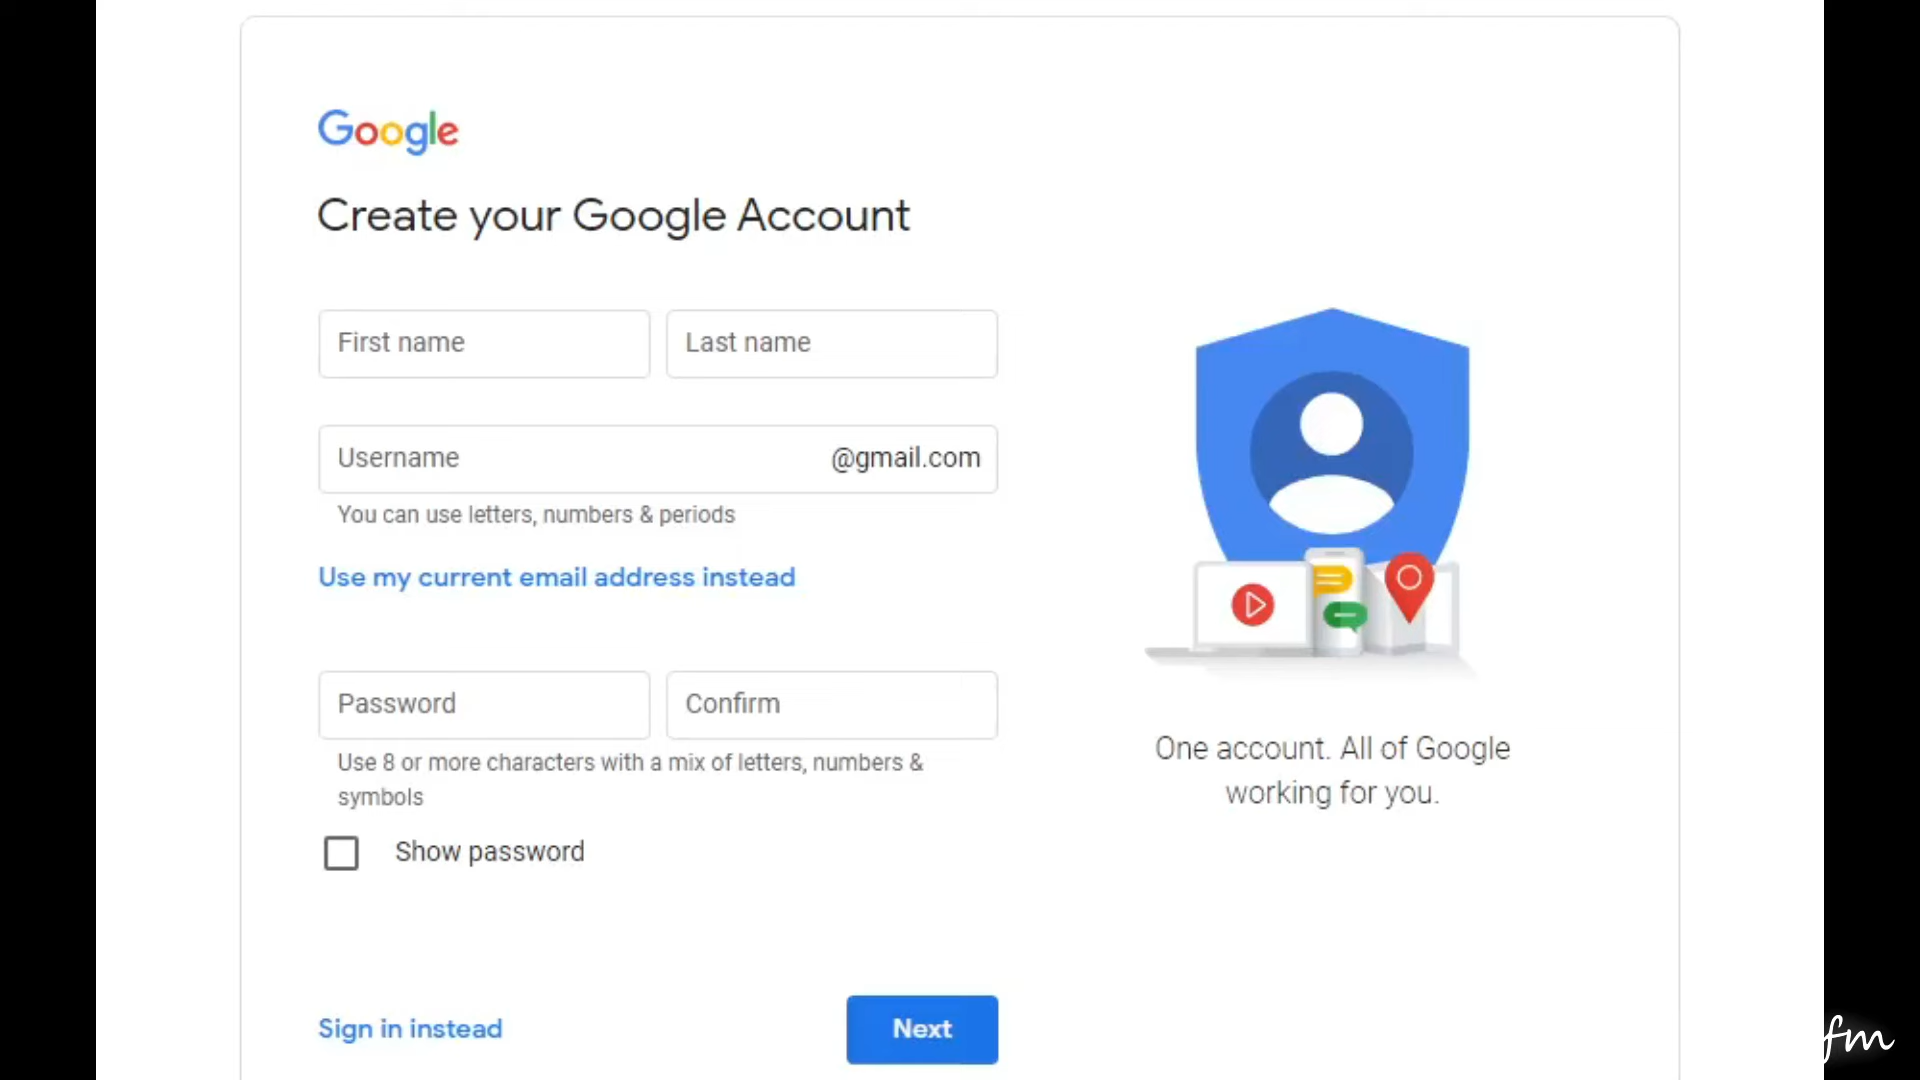 Google
Create your Google Account
First name
Last name
Username
@gmail.com
You can use letters, numbers & periods
Use my current email address instead
Password
Confirm
Use 8 or more characters with a mix of letters, numbers &
symbols
Show password
Sign in instead
Next
One account. All of Google
working for you.
fm